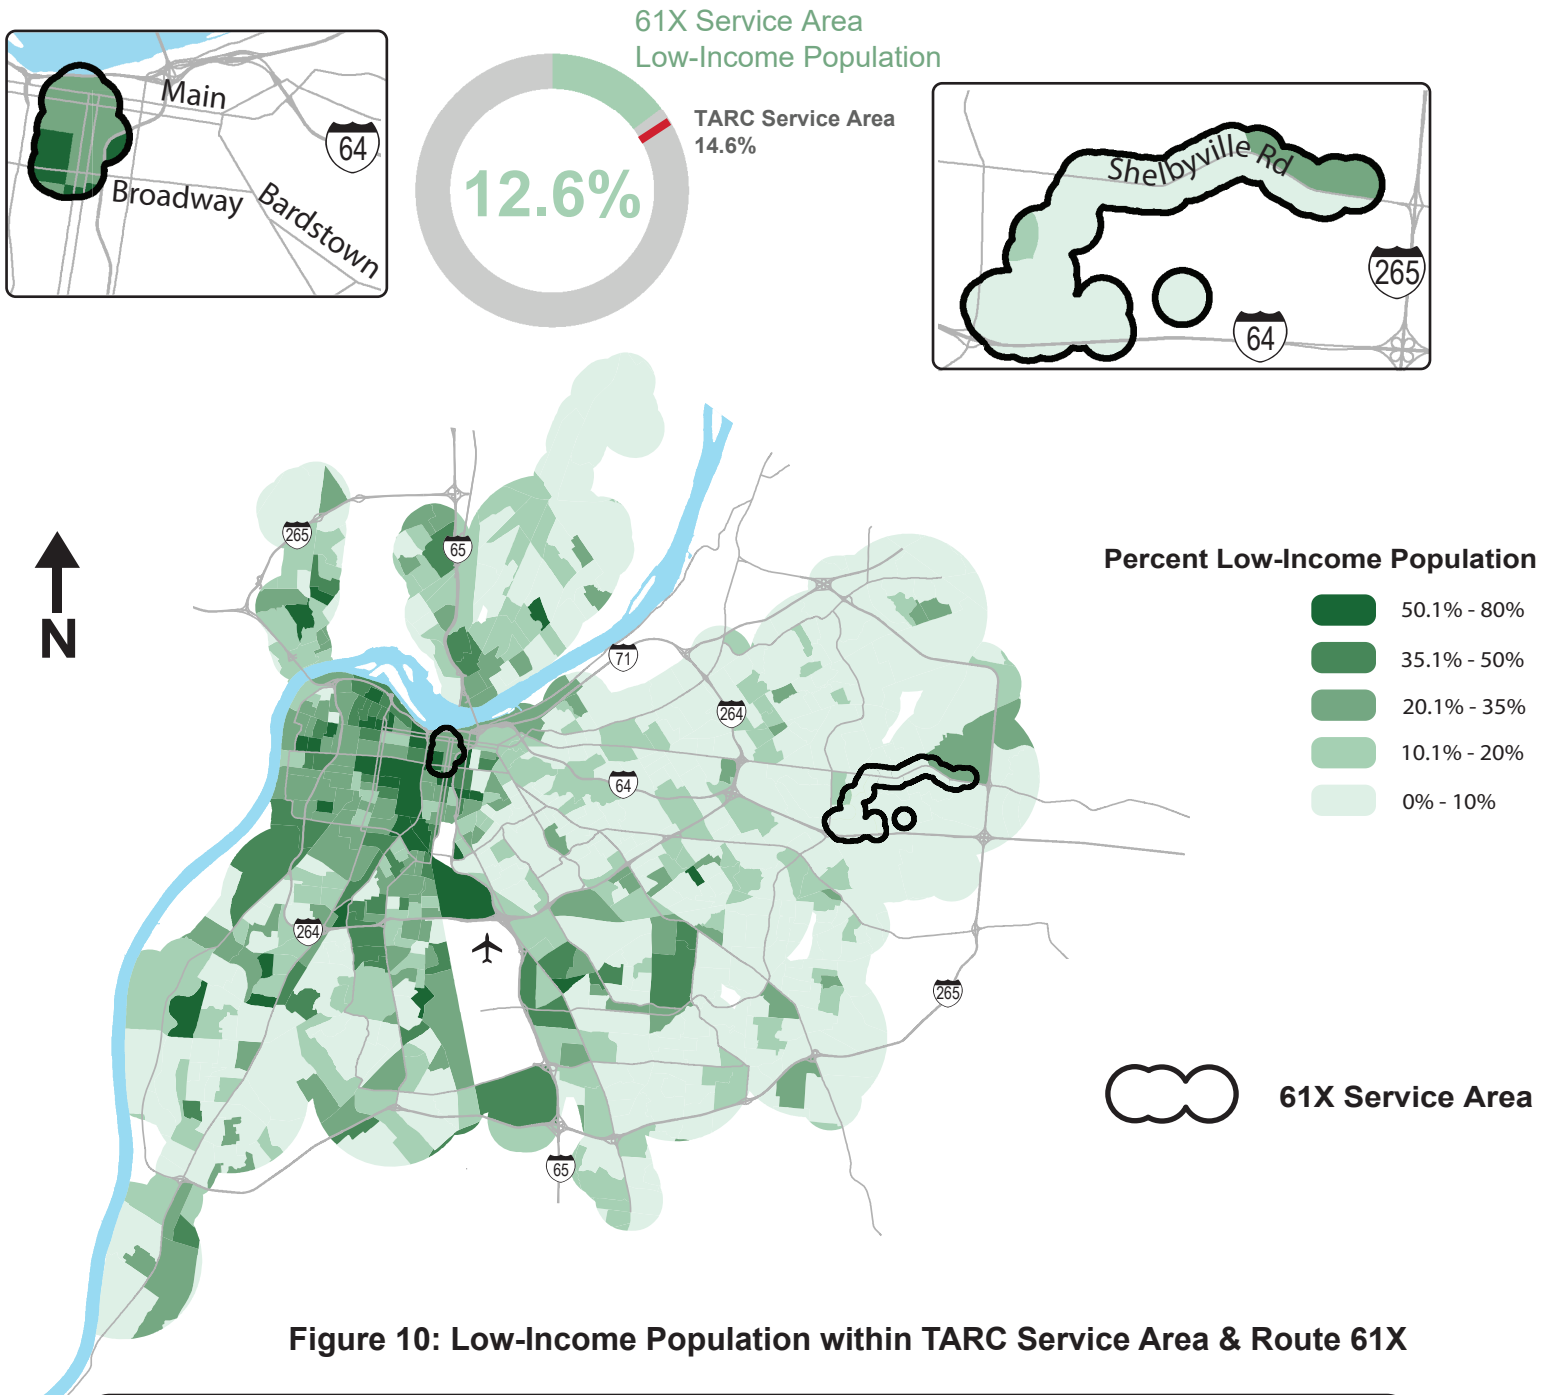 61X Service Area
Low-Income Population
TARC Service Area
14.6%
12.6%
Main
64
Broadway
Bardstown
Shelbyville Rd
265
64
N
265
65
71
264
64
264
265
65
Percent Low-Income Population
50.1% - 80%
35.1% - 50%
20.1% - 35%
10.1% - 20%
0% - 10%
61X Service Area
Figure 10: Low-Income Population within TARC Service Area & Route 61X